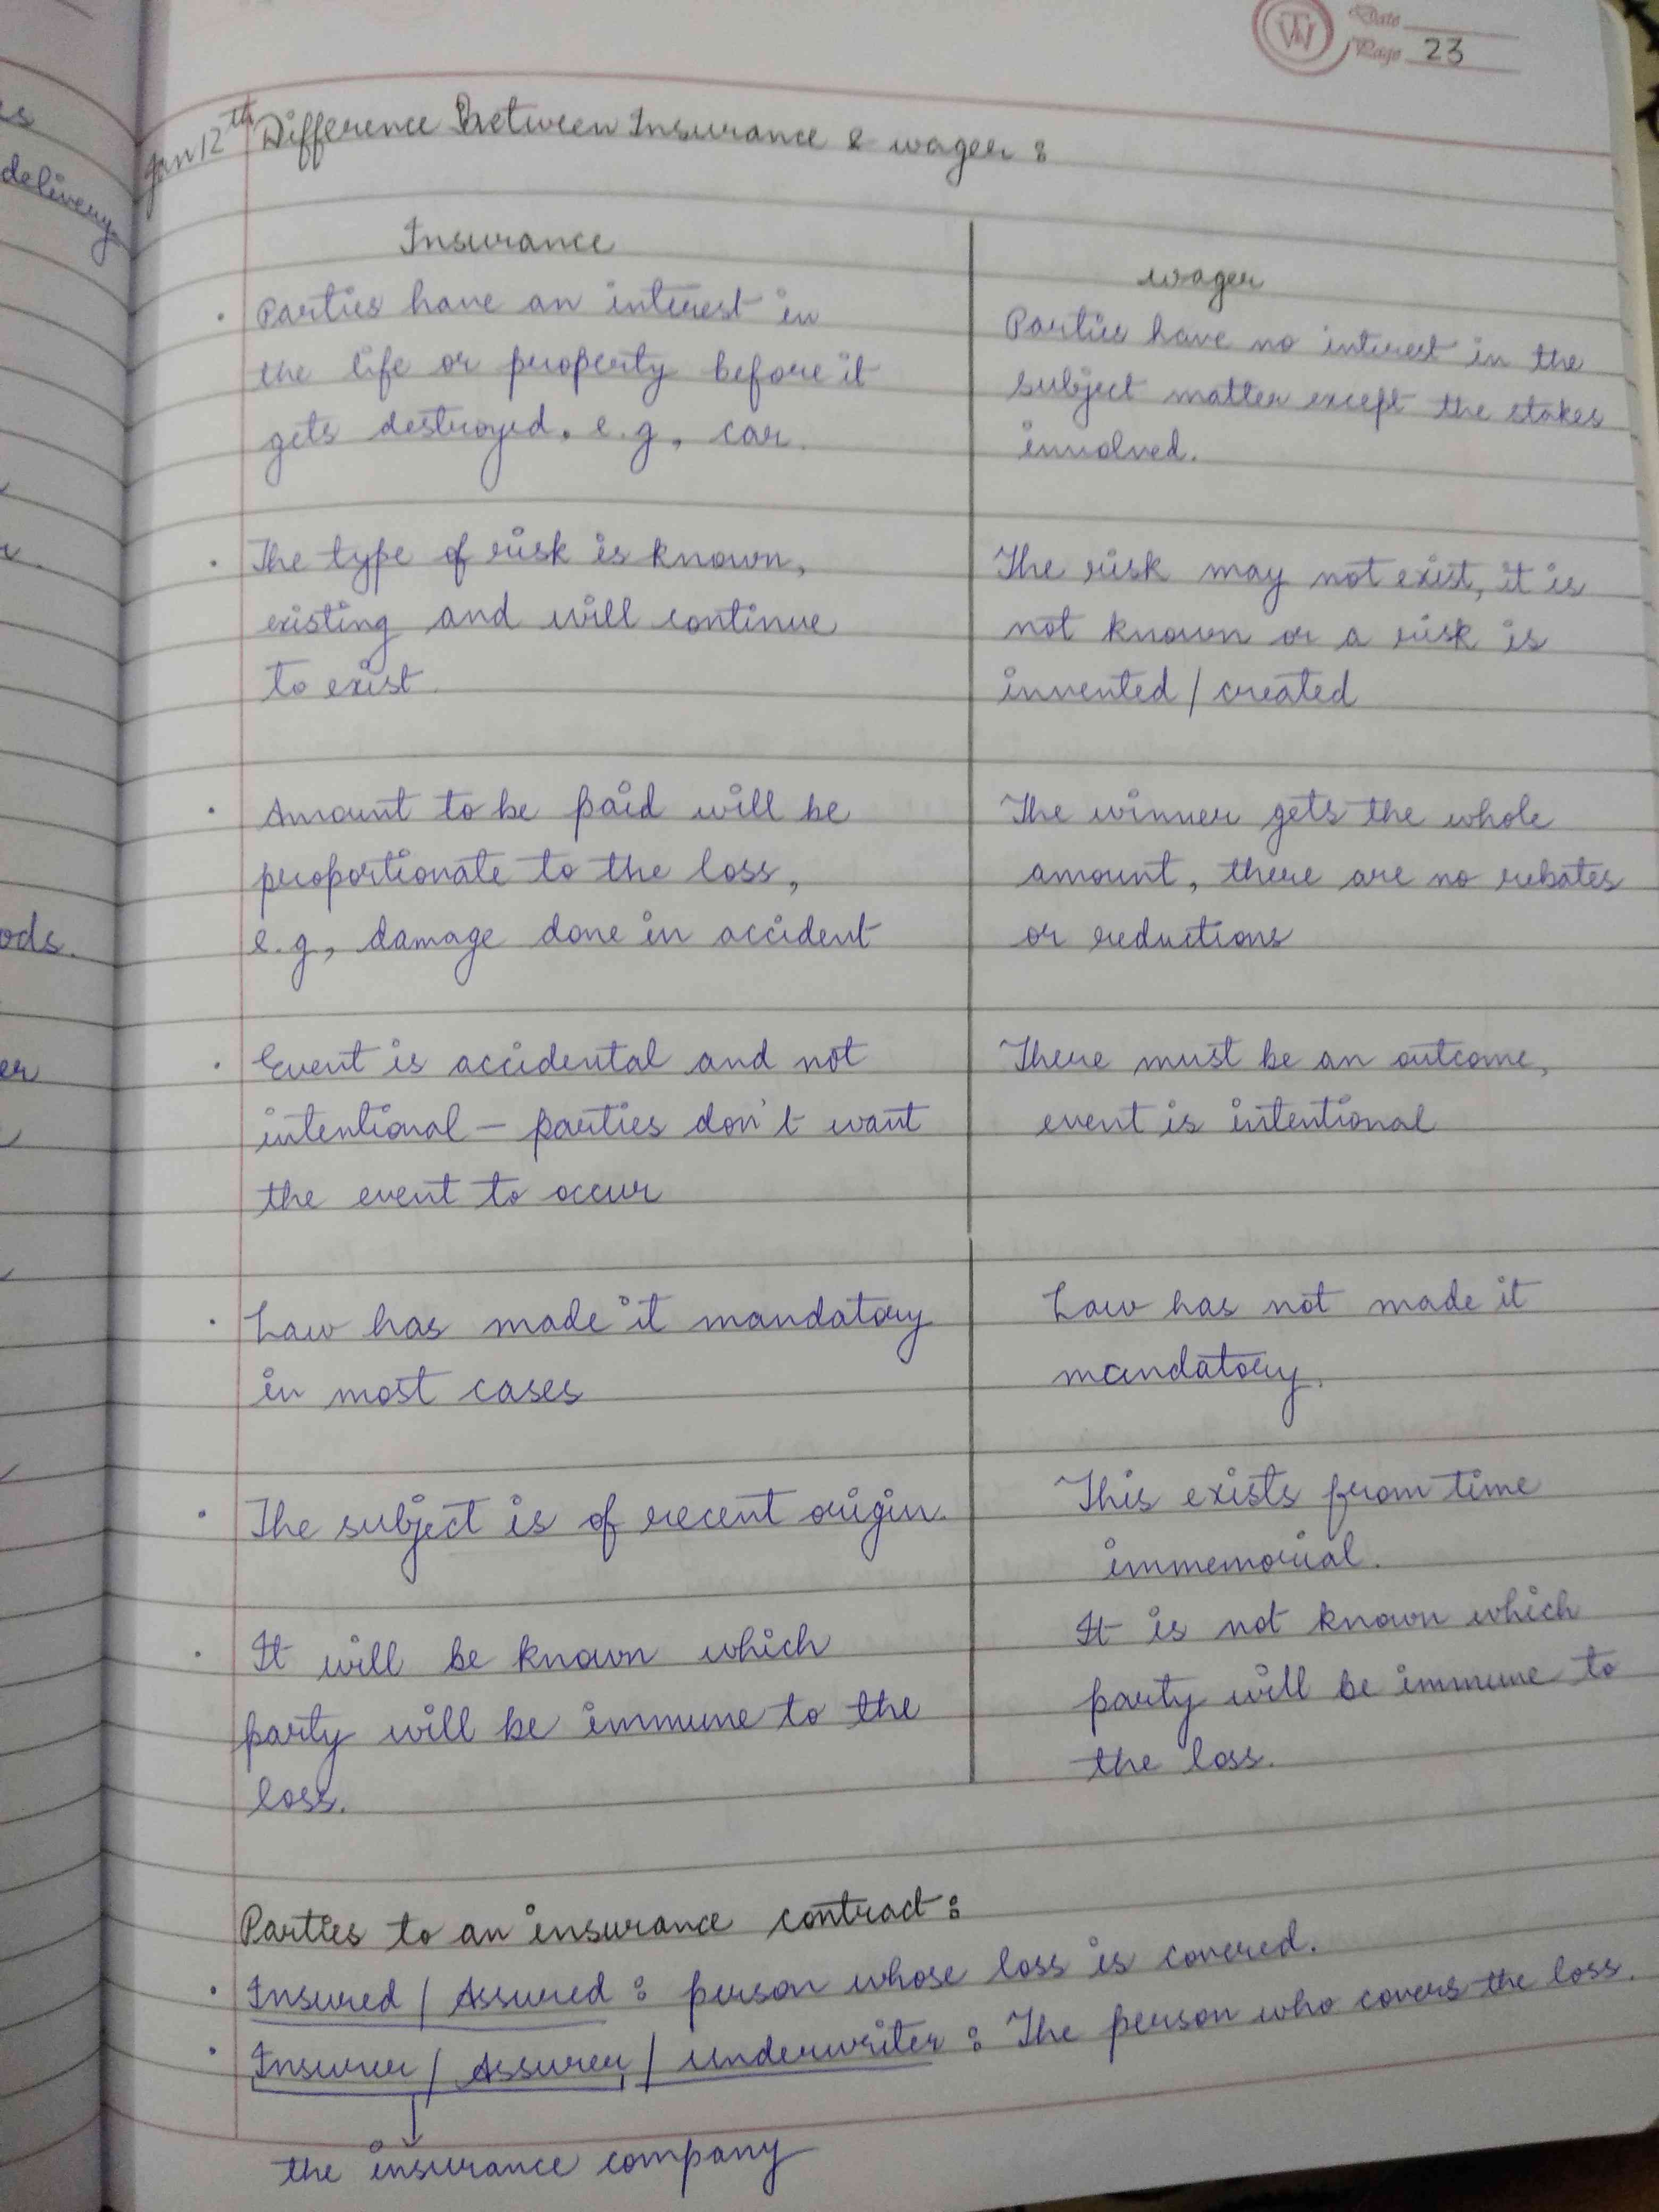 Date
Page 23
Jan 12th Difference Between Insurance & wager :
Insurance
· Parties have an interest in
the life or property before it
gets destroyed. e.g, car.
· The type of risk is known,
existing and will continue
to exist.
· Amount to be paid will be
proportionate to the loss,
e.g, damage done in accident
· Event is accidental and not
intentional – parties don't want
the event to occur
· Law has made it mandatory
in most cases
· The subject is of recent origin.
· It will be known which
party will be immune to the
loss.
wager
Parties have no interest in the
subject matter except the stakes
involved.
The risk may not exist, it is
not known or a risk is
invented / created
The winner gets the whole
amount, there are no rebates
or reductions
There must be an outcome,
event is intentional
Law has not made it
mandatory.
This exists from time
immemorial.
It is not known which
party will be immune to
the loss.
Parties to an insurance contract :
· Insured / Assured : person whose loss is covered.
· Insurer / Assurer / underwriter : The person who covers the loss.
the insurance company
delivery